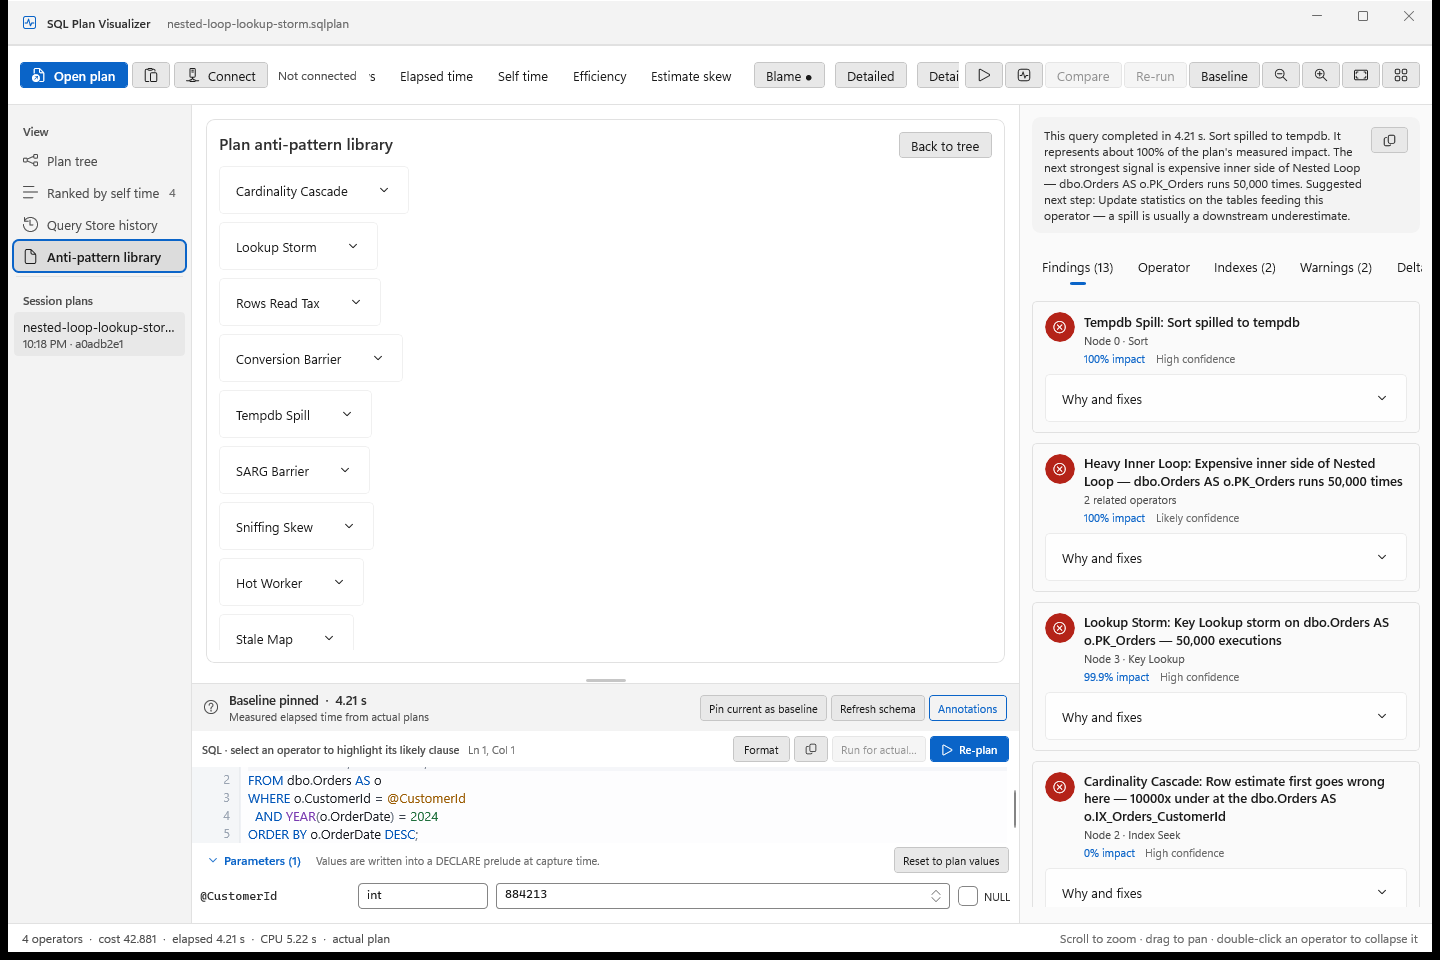 SQL Plan Visualizer nested-loop-lookup-storm.sqlplan
Open plan Connect Not connected s Elapsed time Self time Efficiency Estimate skew Blame ● Detailed Detai Compare Re-run Baseline
View
Plan tree
Ranked by self time 4
Query Store history
Anti-pattern library
Session plans
nested-loop-lookup-stor...
10:18 PM · a0adb2e1
Plan anti-pattern library
Back to tree
Cardinality Cascade
Lookup Storm
Rows Read Tax
Conversion Barrier
Tempdb Spill
SARG Barrier
Sniffing Skew
Hot Worker
Stale Map
Baseline pinned · 4.21 s
Measured elapsed time from actual plans
Pin current as baseline Refresh schema Annotations
SQL · select an operator to highlight its likely clause Ln 1, Col 1
Format Run for actual... Re-plan
2 FROM dbo.Orders AS o
3 WHERE o.CustomerId = @CustomerId
4 AND YEAR(o.OrderDate) = 2024
5 ORDER BY o.OrderDate DESC;
Parameters (1) Values are written into a DECLARE prelude at capture time.
Reset to plan values
@CustomerId int 884213 NULL
This query completed in 4.21 s. Sort spilled to tempdb. It
represents about 100% of the plan's measured impact. The
next strongest signal is expensive inner side of Nested Loop
— dbo.Orders AS o.PK_Orders runs 50,000 times. Suggested
next step: Update statistics on the tables feeding this
operator — a spill is usually a downstream underestimate.
Findings (13) Operator Indexes (2) Warnings (2) Delta
Tempdb Spill: Sort spilled to tempdb
Node 0 · Sort
100% impact High confidence
Why and fixes
Heavy Inner Loop: Expensive inner side of Nested
Loop — dbo.Orders AS o.PK_Orders runs 50,000 times
2 related operators
100% impact Likely confidence
Why and fixes
Lookup Storm: Key Lookup storm on dbo.Orders AS
o.PK_Orders — 50,000 executions
Node 3 · Key Lookup
99.9% impact High confidence
Why and fixes
Cardinality Cascade: Row estimate first goes wrong
here — 10000x under at the dbo.Orders AS
o.IX_Orders_CustomerId
Node 2 · Index Seek
0% impact High confidence
Why and fixes
4 operators · cost 42.881 · elapsed 4.21 s · CPU 5.22 s · actual plan
Scroll to zoom · drag to pan · double-click an operator to collapse it